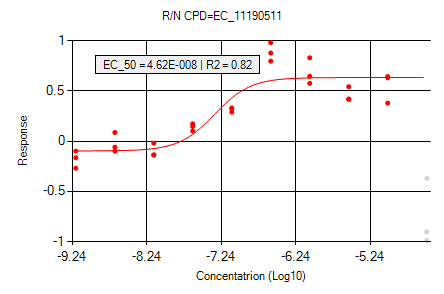 R/N CPD=EC_11190511
EC_50 = 4.62E-008 | R2 = 0.82
1
0.5
0
-0.5
-1
Response
-9.24 -8.24 -7.24 -6.24 -5.24
Concentatrion (Log10)